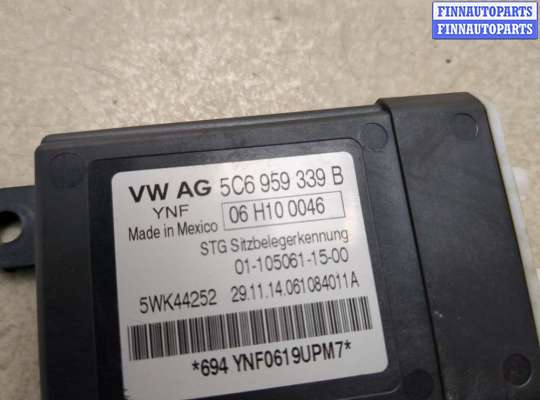 FINNAUTOPARTS
FINNAUTOPARTS
VW AG 5C6 959 339 B
YNF 06 H10 0046
Made in Mexico
STG Sitzbelegerkennung
01-105061-15-00
5WK44252 29.11.14.061084011A
*694 YNF0619UPM7*